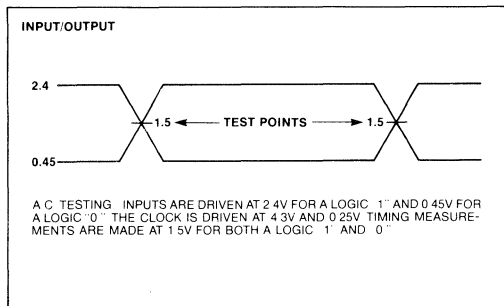 INPUT/OUTPUT
2.4
1.5 TEST POINTS 1.5
0.45
A C TESTING INPUTS ARE DRIVEN AT 2 4V FOR A LOGIC 1" AND 0 45V FOR
A LOGIC "0" THE CLOCK IS DRIVEN AT 4 3V AND 0 25V TIMING MEASURE-
MENTS ARE MADE AT 1 5V FOR BOTH A LOGIC 1' AND 0"